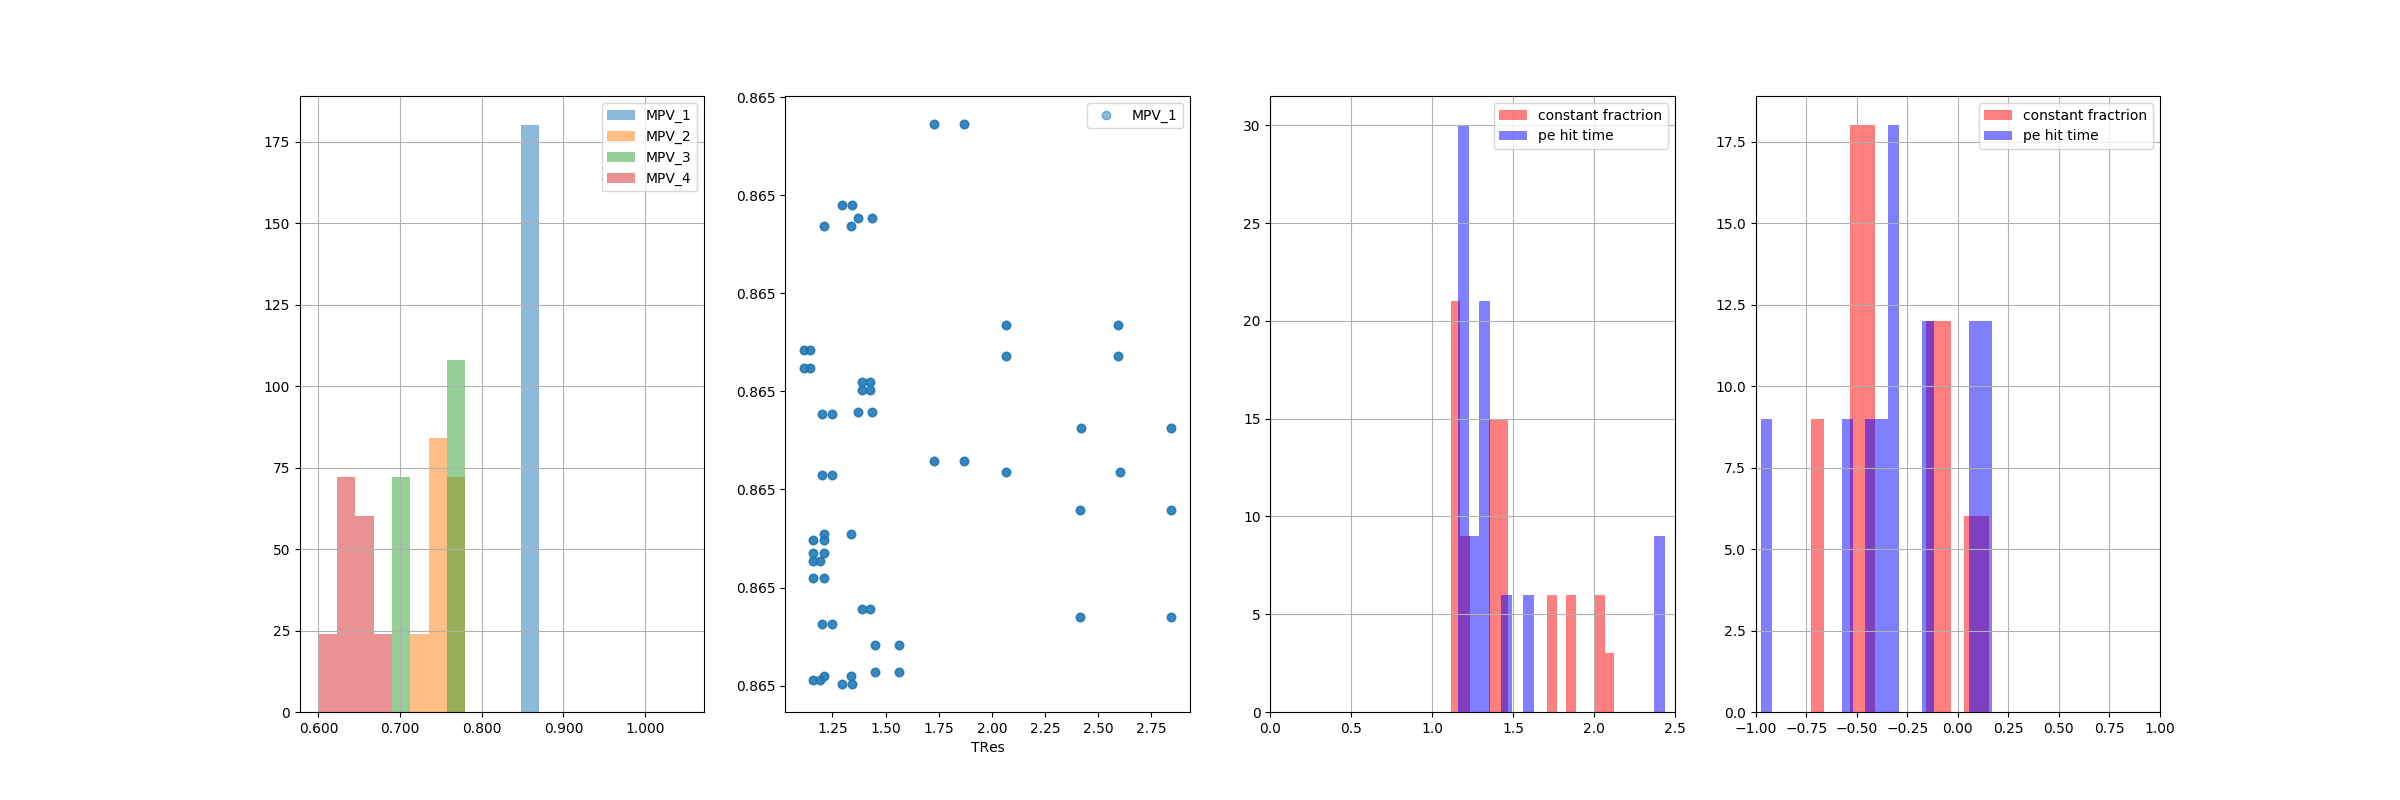 MPV_1
MPV_2
MPV_3
MPV_4
175
150
125
100
75
50
25
0
0.600 0.700 0.800 0.900 1.000
MPV_1
0.865
0.865
0.865
0.865
0.865
0.865
0.865
1.25 1.50 1.75 2.00 2.25 2.50 2.75
TRes
constant fractrion
pe hit time
30
25
20
15
10
5
0
0.0 0.5 1.0 1.5 2.0 2.5
constant fractrion
pe hit time
17.5
15.0
12.5
10.0
7.5
5.0
2.5
0.0
−1.00 −0.75 −0.50 −0.25 0.00 0.25 0.50 0.75 1.00